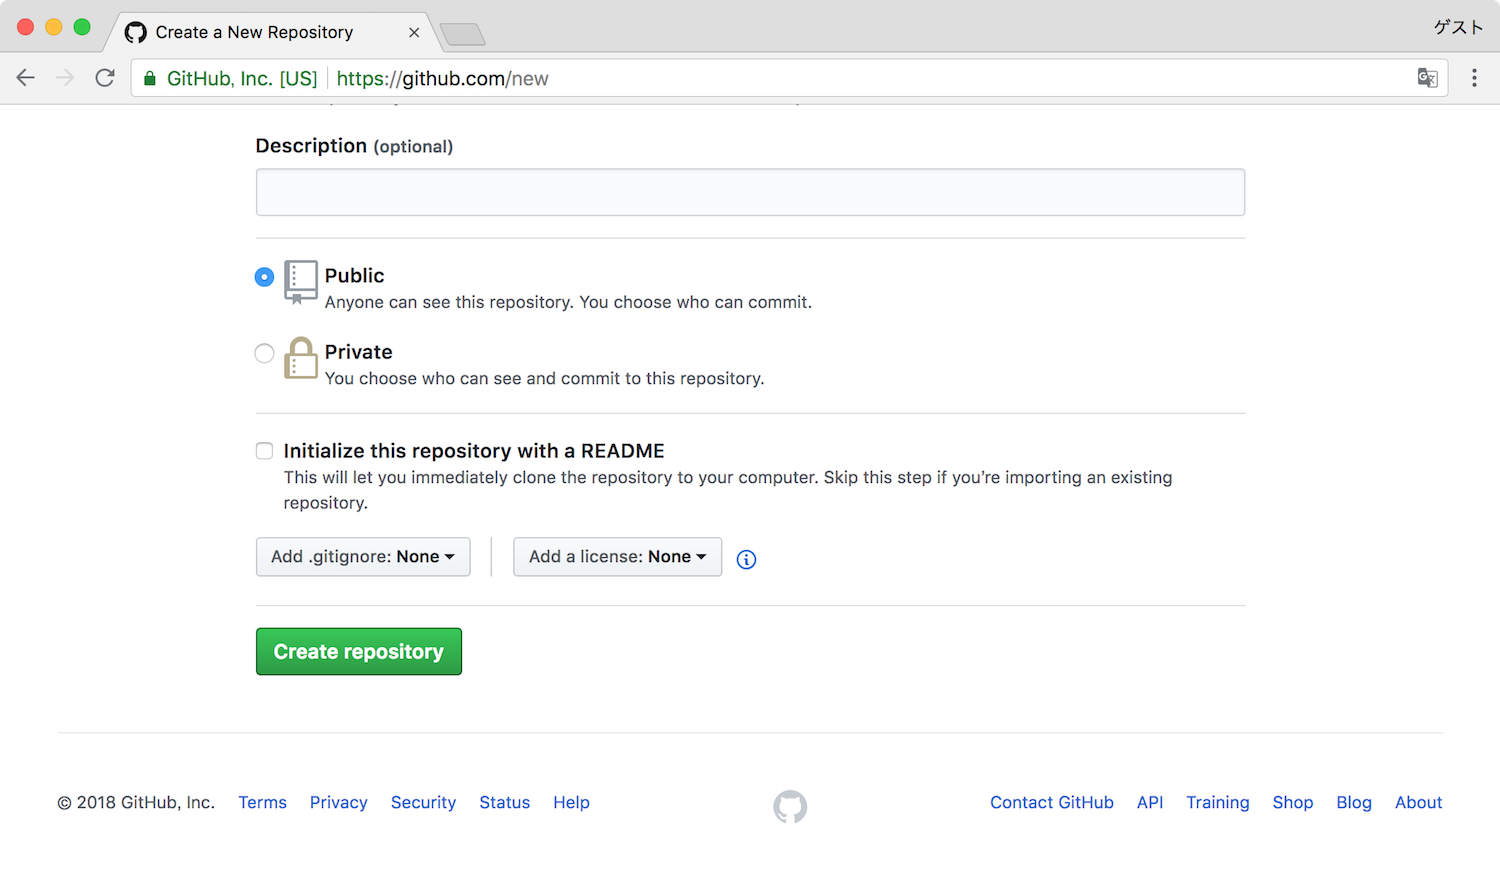 Create a New Repository
ゲスト
GitHub, Inc. [US]
https://github.com/new
Description (optional)
Public
Anyone can see this repository. You choose who can commit.
Private
You choose who can see and commit to this repository.
Initialize this repository with a README
This will let you immediately clone the repository to your computer. Skip this step if you’re importing an existing
repository.
Add .gitignore: None
Add a license: None
Create repository
© 2018 GitHub, Inc. Terms Privacy Security Status Help
Contact GitHub API Training Shop Blog About